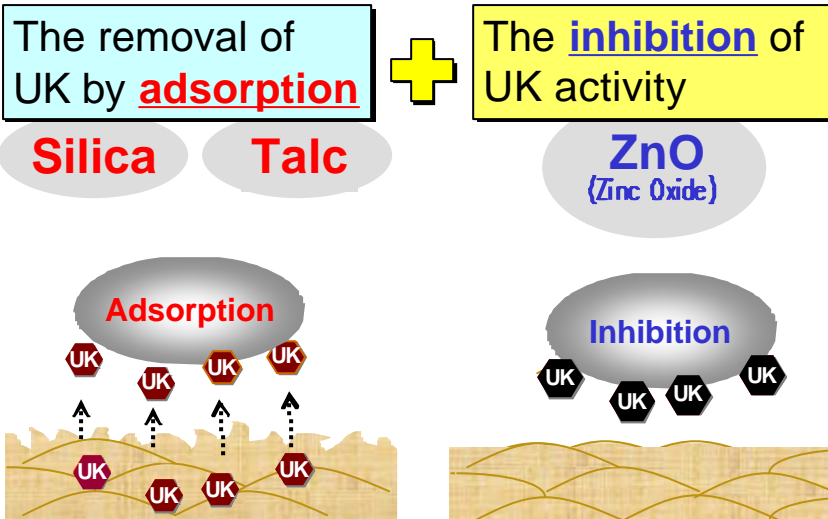 The removal of
UK by adsorption
The inhibition of
UK activity
Silica
Talc
ZnO
(Zinc Oxide)
Adsorption
UK
UK
UK
UK
UK
UK
UK
UK
Inhibition
UK
UK
UK
UK